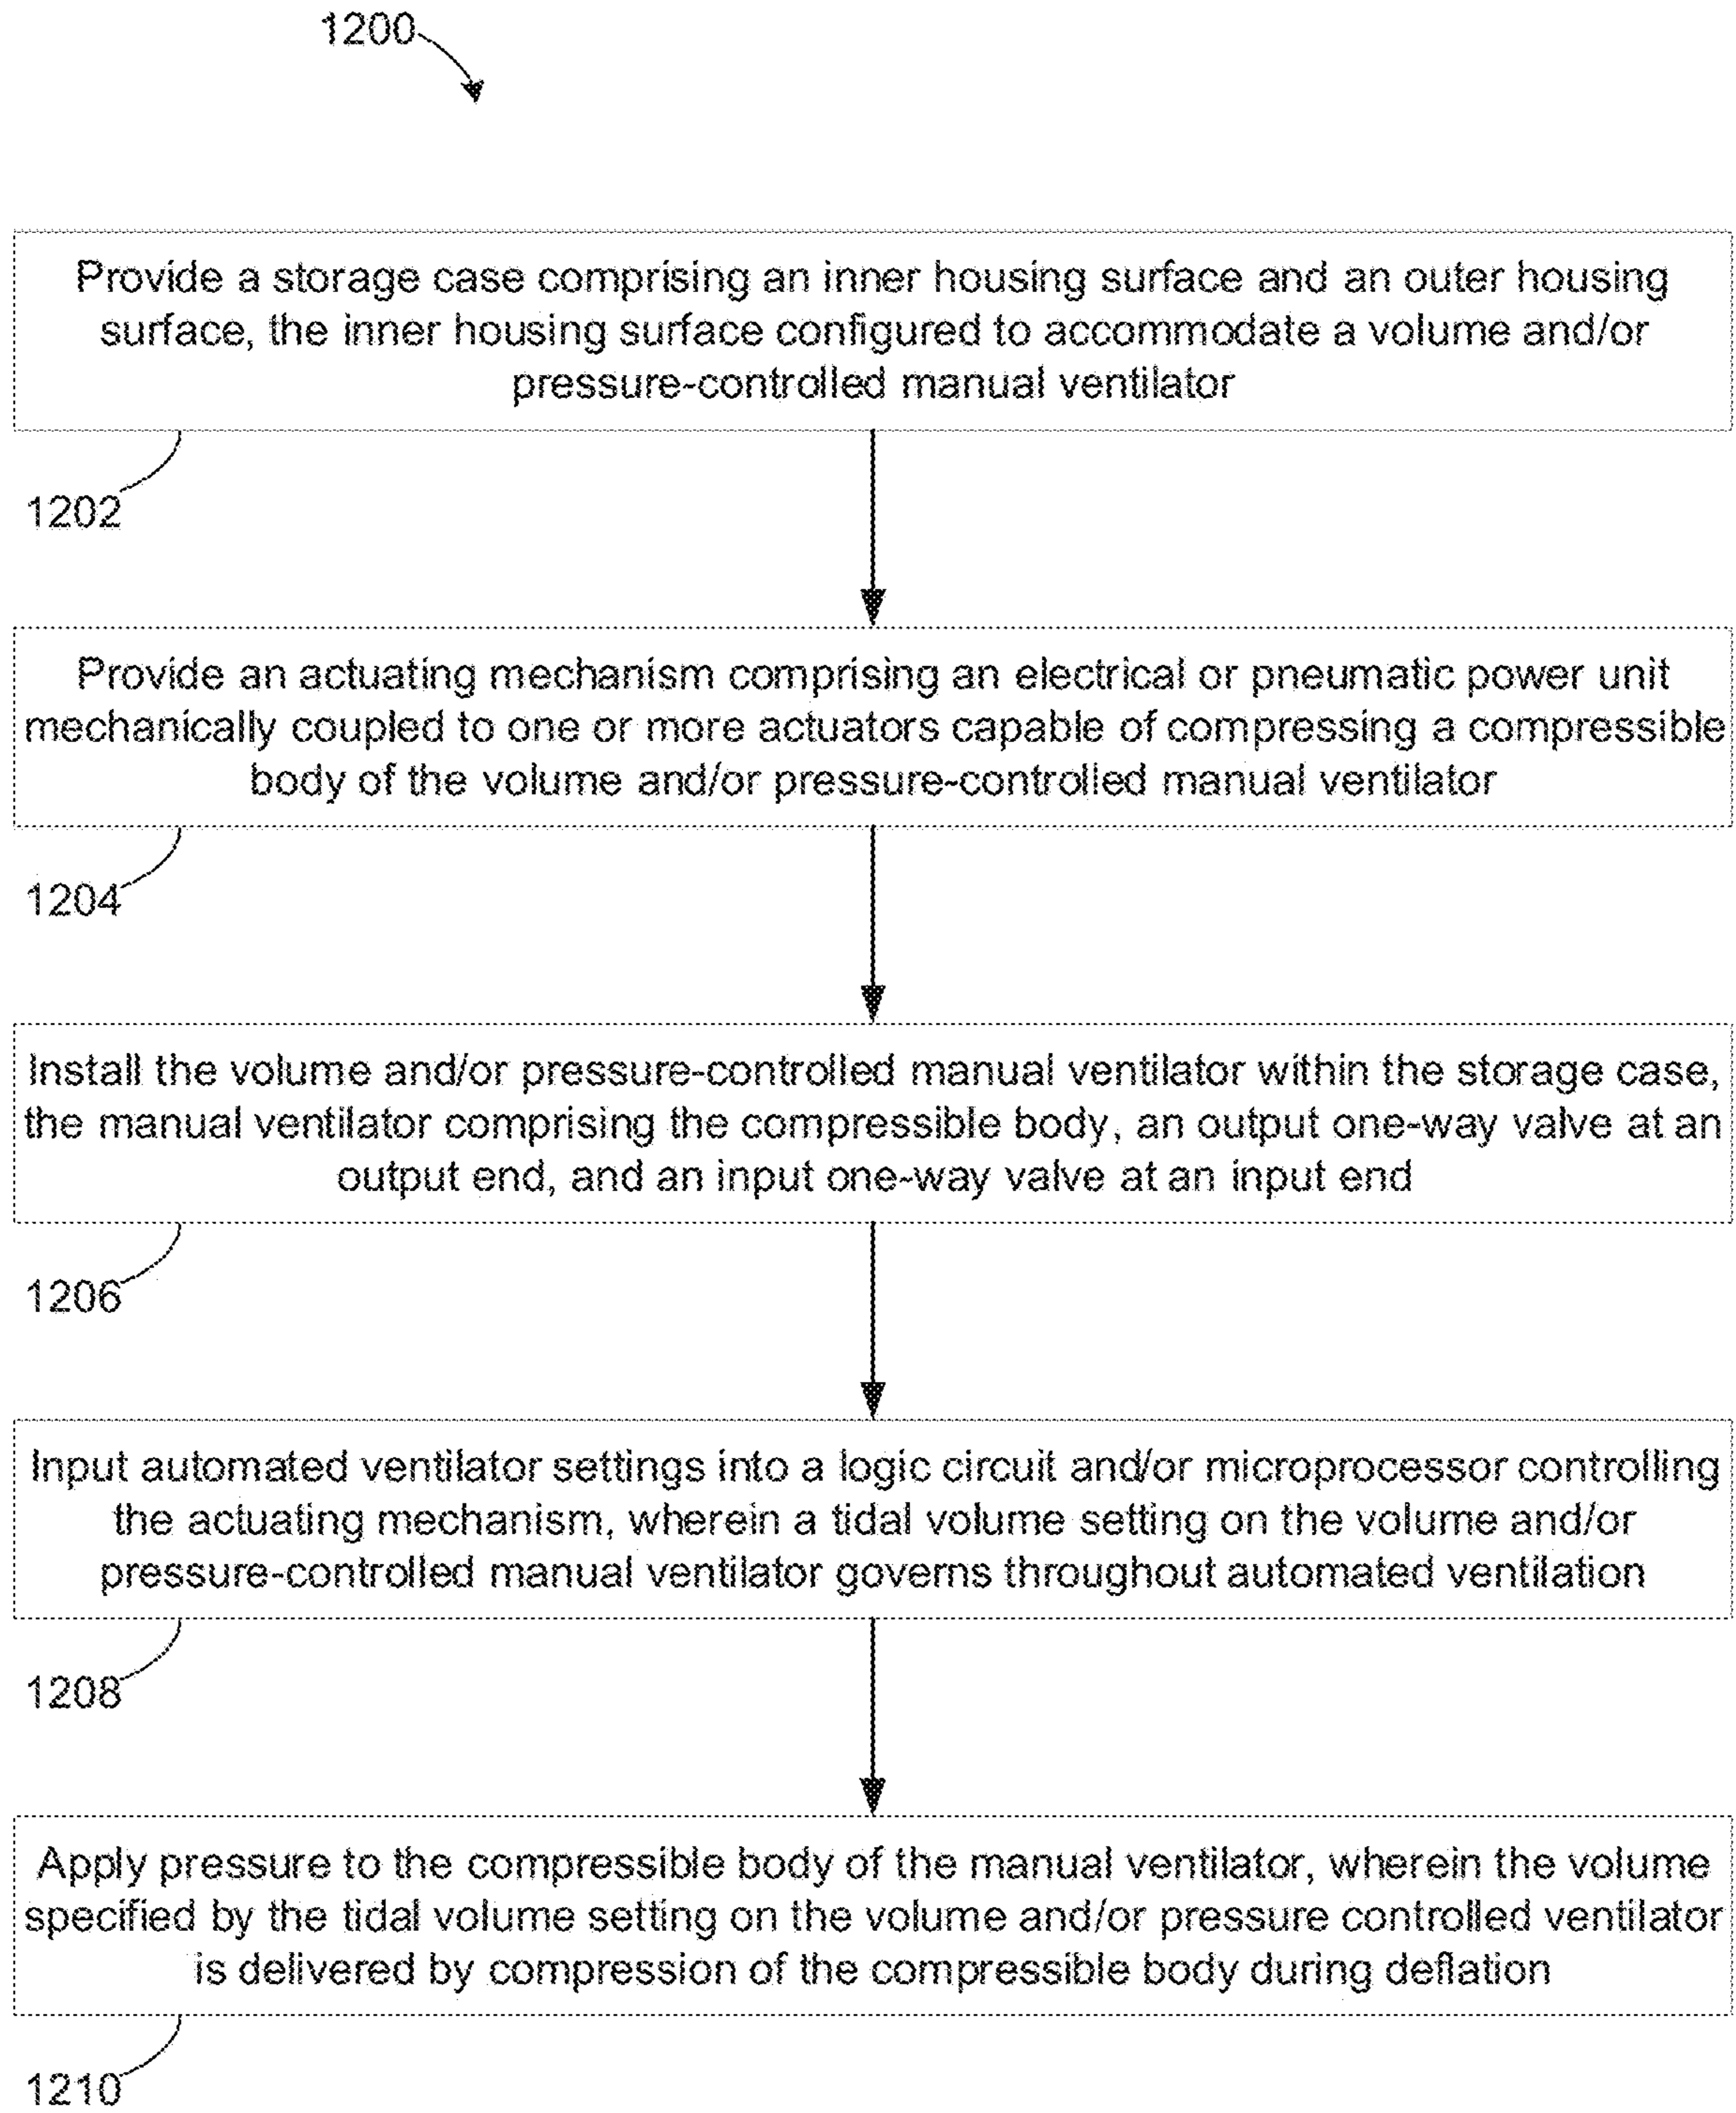 1200
Provide a storage case comprising an inner housing surface and an outer housing
surface, the inner housing surface configured to accommodate a volume and/or
pressure-controlled manual ventilator
1202
Provide an actuating mechanism comprising an electrical or pneumatic power unit
mechanically coupled to one or more actuators capable of compressing a compressible
body of the volume and/or pressure-controlled manual ventilator
1204
Install the volume and/or pressure-controlled manual ventilator within the storage case,
the manual ventilator comprising the compressible body, an output one-way valve at an
output end, and an input one-way valve at an input end
1206
Input automated ventilator settings into a logic circuit and/or microprocessor controlling
the actuating mechanism, wherein a tidal volume setting on the volume and/or
pressure-controlled manual ventilator governs throughout automated ventilation
1208
Apply pressure to the compressible body of the manual ventilator, wherein the volume
specified by the tidal volume setting on the volume and/or pressure controlled ventilator
is delivered by compression of the compressible body during deflation
1210